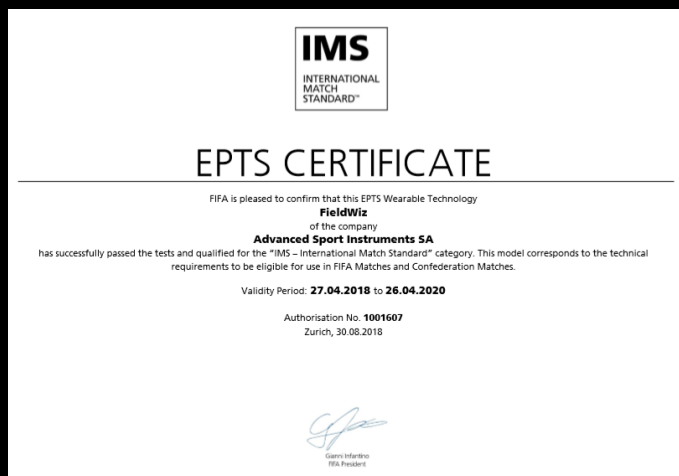 IMS
INTERNATIONAL
MATCH
STANDARD™
EPTS CERTIFICATE
FIFA is pleased to confirm that this EPTS Wearable Technology
FieldWiz
of the company
Advanced Sport Instruments SA
has successfully passed the tests and qualified for the "IMS – International Match Standard" category. This model corresponds to the technical
requirements to be eligible for use in FIFA Matches and Confederation Matches.
Validity Period: 27.04.2018 to 26.04.2020
Authorisation No. 1001607
Zurich, 30.08.2018
Gianni Infantino
FIFA President